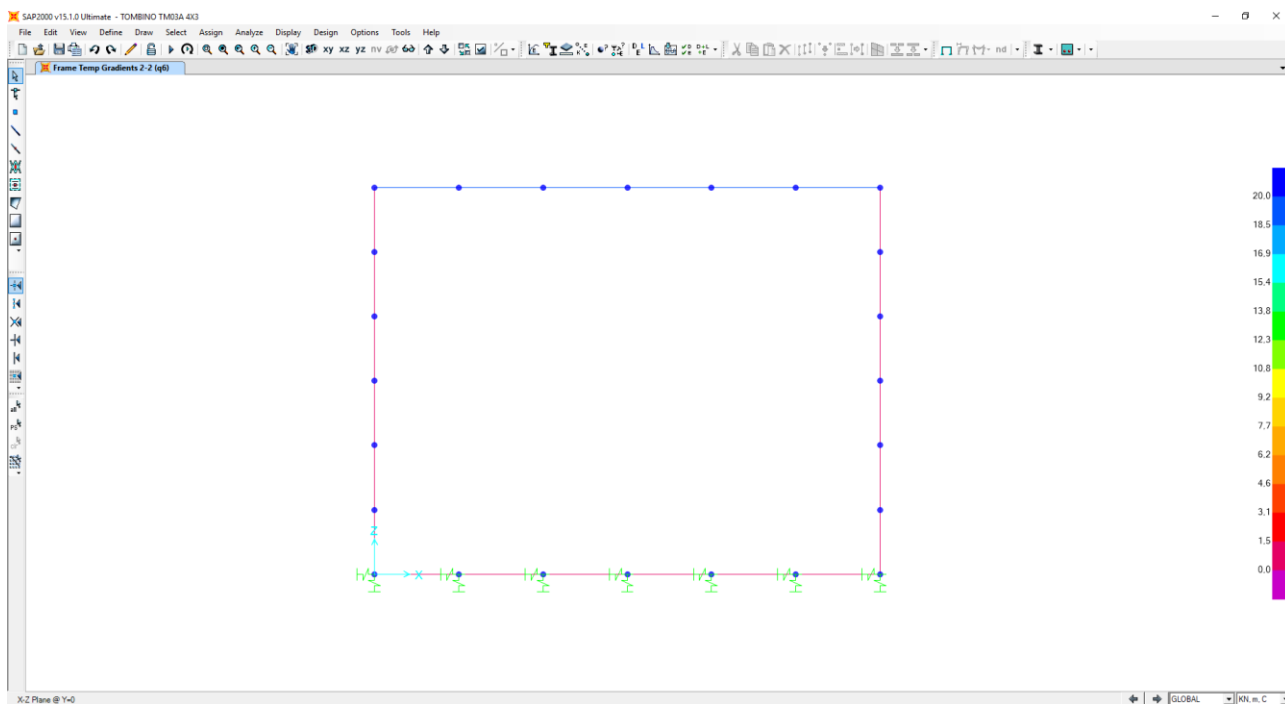 SAP2000 v15.1.0 Ultimate - TOMBINO TM03A 4X3
File Edit View Define Draw Select Assign Analyze Display Design Options Tools Help
xy xz yz nv nd
Frame Temp Gradients 2-2 (q6)
20.0
18.5
16.9
15.4
13.8
12.3
10.8
9.2
7.7
6.2
4.6
3.1
1.5
0.0
Z
X
X-Z Plane @ Y=0
GLOBAL
KN, m, C